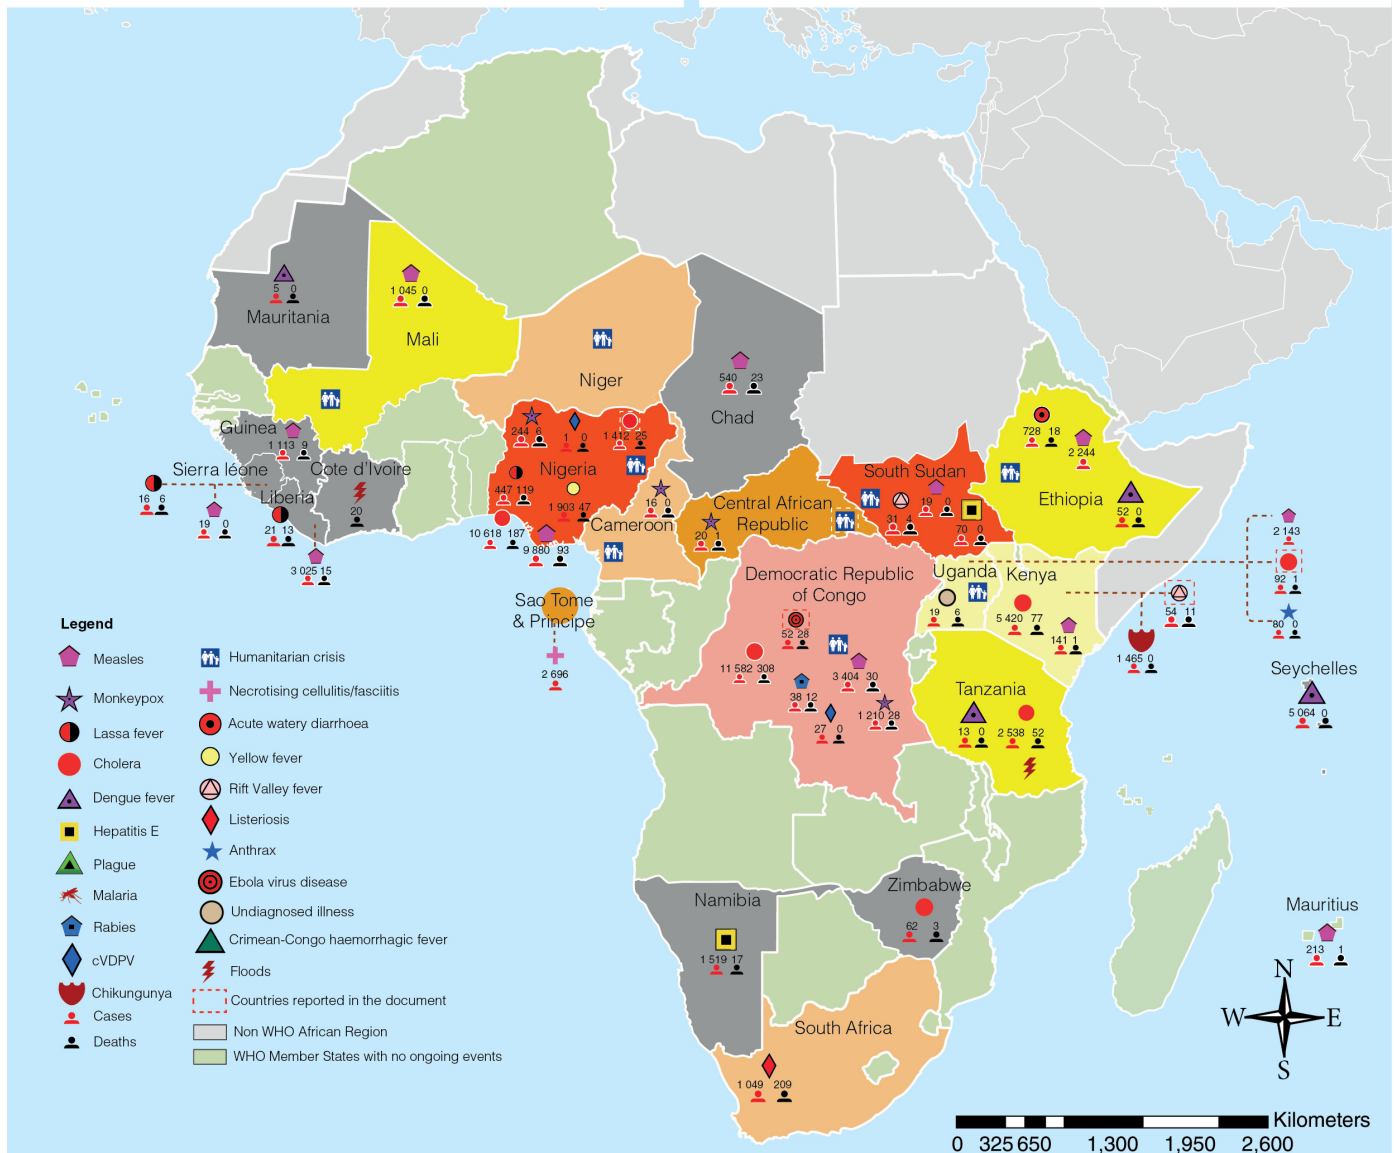 5 0
Mauritania
1 045 0
Mali
Niger
540 23
Chad
Guinea
1 113 9
Sierra léone
16 6
19 0
Liberia
21 13
3 025 15
Cote d'Ivoire
20
244 6
1 0
1 412 25
Nigeria
447 119
1 903 47
10 618 187
9 880 93
16 0
Cameroon
Central African
Republic
20 1
South Sudan
19 0
31 4
70 0
728 18
2 244
Ethiopia
52 0
Sao Tome
& Principe
2 696
Democratic Republic
of Congo
52 28
11 582 308
3 404 30
38 12
1 210 28
27 0
Uganda
19 6
Kenya
5 420 77
141 1
1 465 0
54 11
2 143
92 1
80 0
Tanzania
13 0
2 538 52
Seychelles
5 064 0
Zimbabwe
62 3
Namibia
1 519 17
South Africa
1 049 209
Mauritius
213 1
Legend
Measles
Monkeypox
Lassa fever
Cholera
Dengue fever
Hepatitis E
Plague
Malaria
Rabies
cVDPV
Chikungunya
Cases
Deaths
Humanitarian crisis
Necrotising cellulitis/fasciitis
Acute watery diarrhoea
Yellow fever
Rift Valley fever
Listeriosis
Anthrax
Ebola virus disease
Undiagnosed illness
Crimean-Congo haemorrhagic fever
Floods
Countries reported in the document
Non WHO African Region
WHO Member States with no ongoing events
N
W E
S
Kilometers
0 325 650 1,300 1,950 2,600